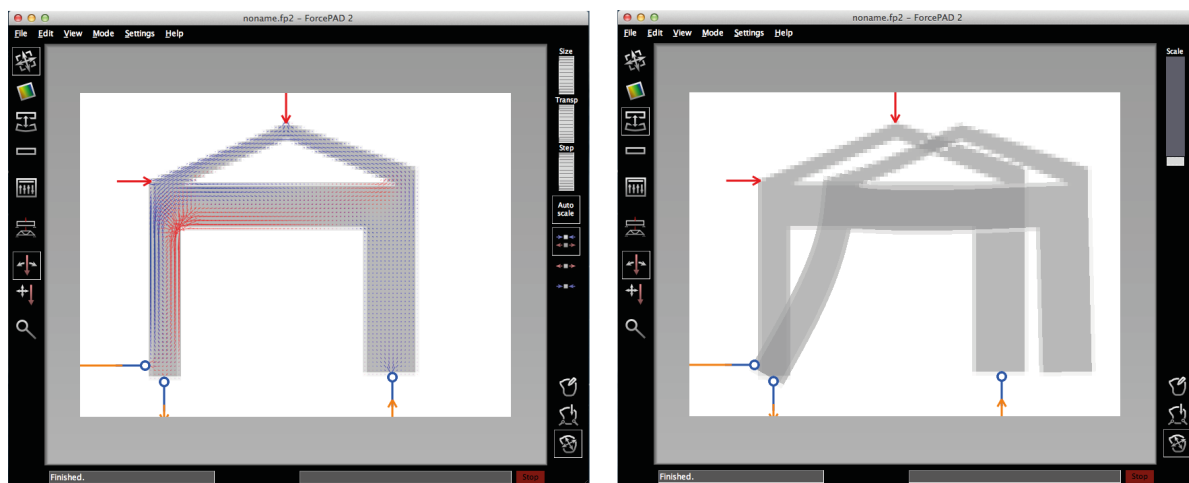 noname.fp2 - ForcePAD 2
File Edit View Mode Settings Help
Size
Transp
Step
Auto
scale
Finished.
Stop
noname.fp2 - ForcePAD 2
File Edit View Mode Settings Help
Scale
Finished.
Stop